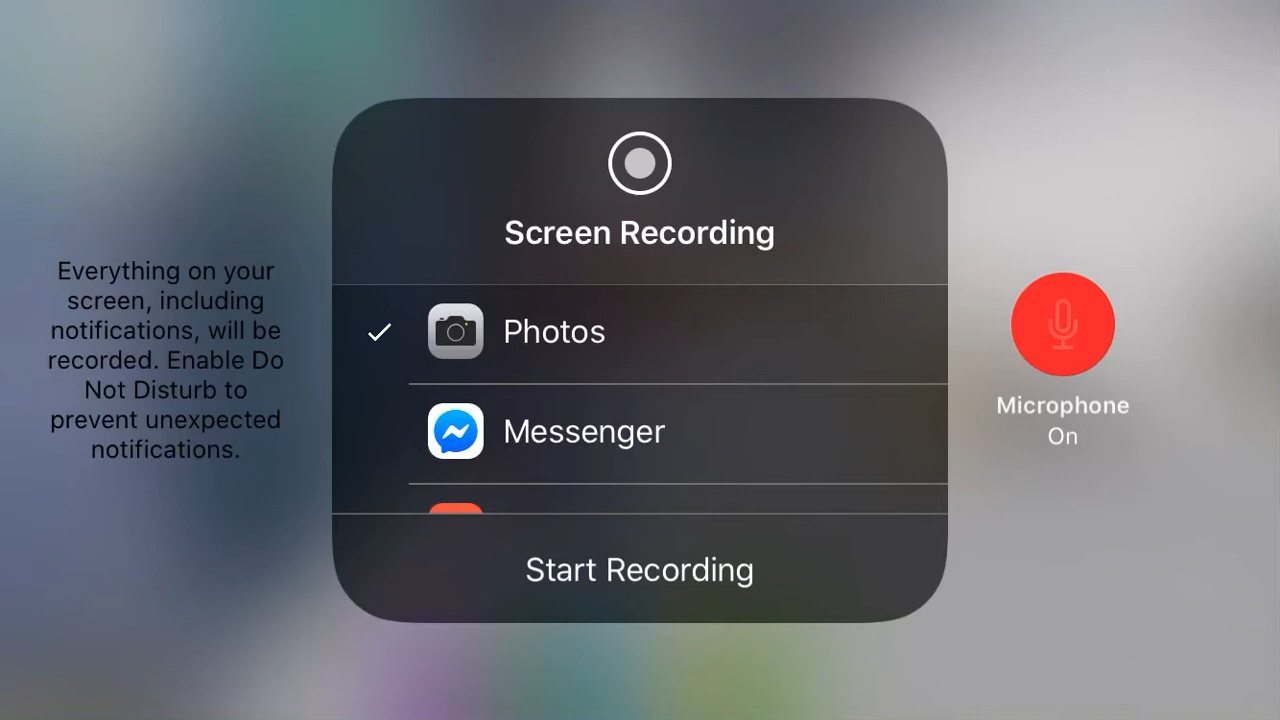 Everything on your
screen, including
notifications, will be
recorded. Enable Do
Not Disturb to
prevent unexpected
notifications.
Screen Recording
Photos
Messenger
Start Recording
Microphone
On